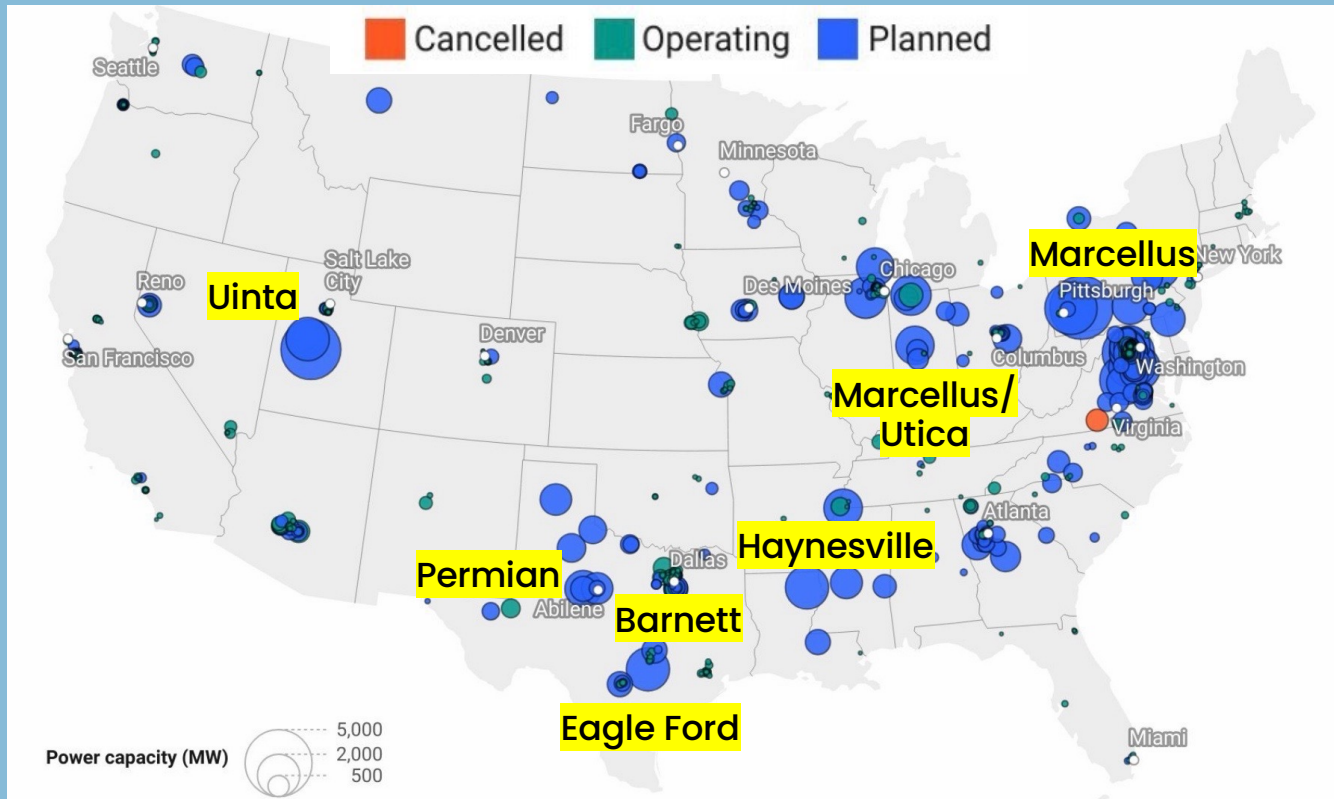 Cancelled Operating Planned
Seattle
Fargo
Minnesota
Marcellus
New York
Salt Lake
City
Reno
Uinta
Chicago
Des Moines
Pittsburgh
Denver
San Francisco
Columbus
Washington
Marcellus/
Utica
Virginia
Atlanta
Haynesville
Dallas
Permian
Abilene
Barnett
Eagle Ford
Miami
Power capacity (MW)
5,000
2,000
500